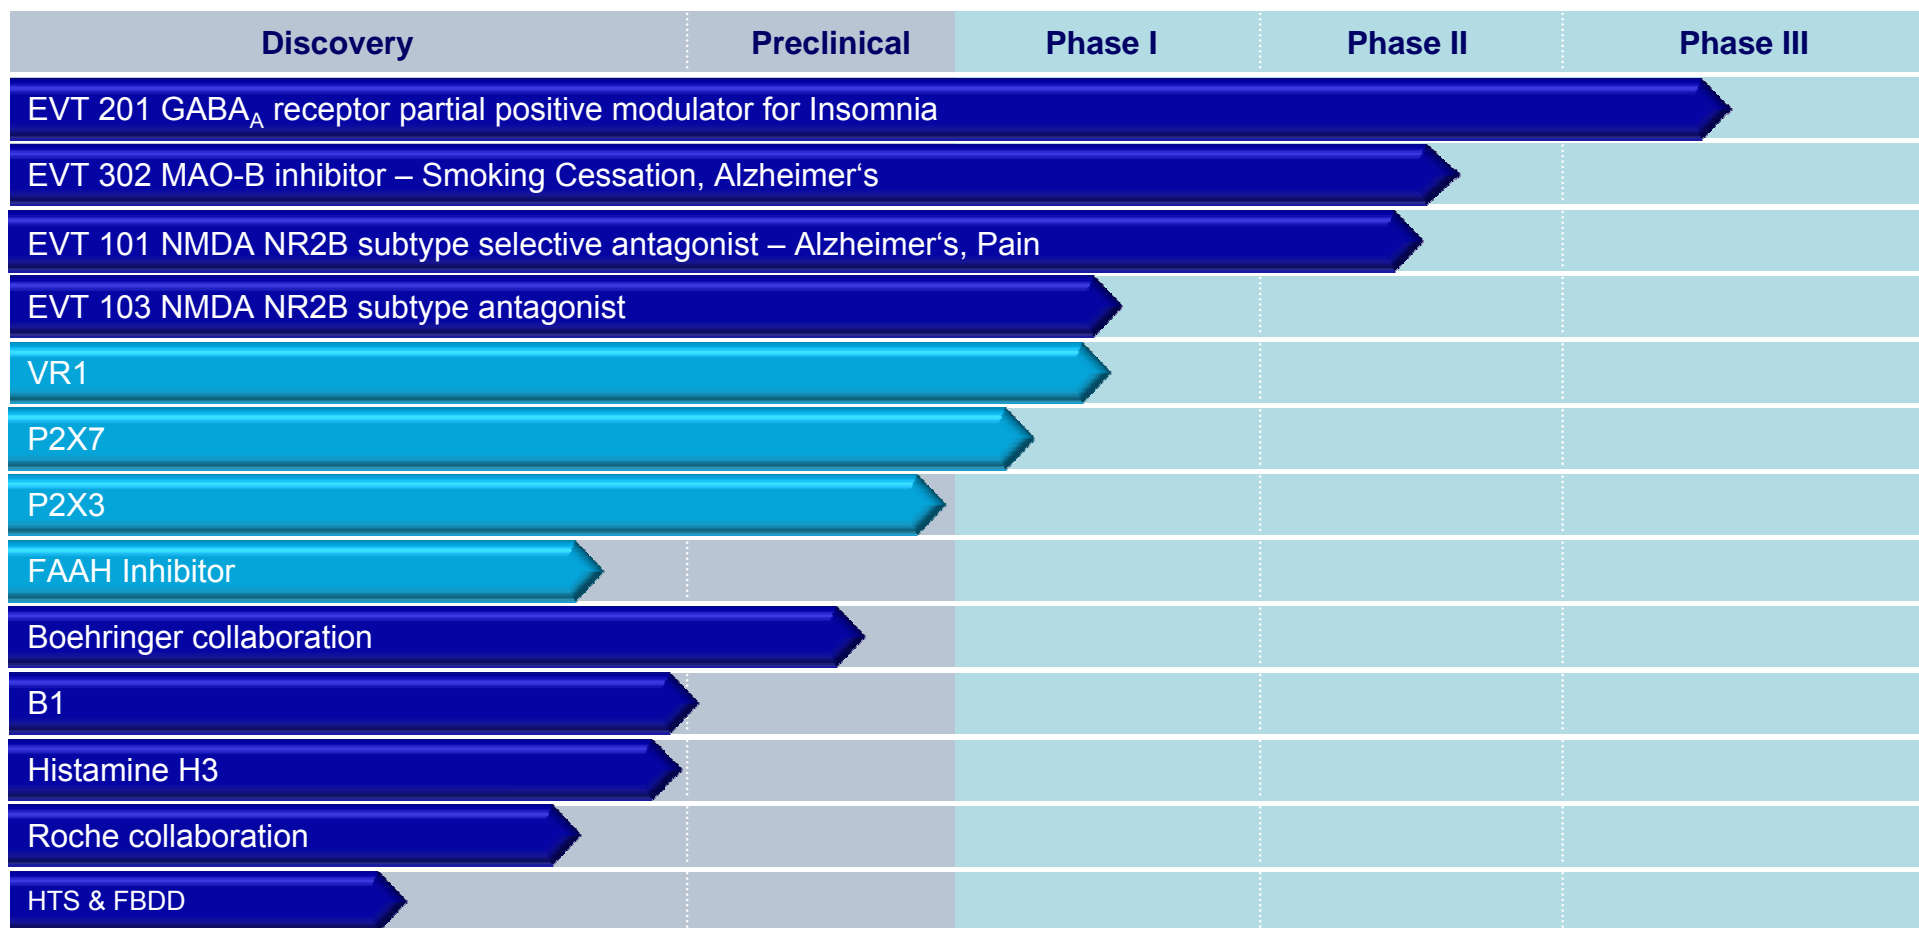 Discovery Preclinical Phase I Phase II Phase III
EVT 201 GABAA receptor partial positive modulator for Insomnia
EVT 302 MAO-B inhibitor – Smoking Cessation, Alzheimer‘s
EVT 101 NMDA NR2B subtype selective antagonist – Alzheimer‘s, Pain
EVT 103 NMDA NR2B subtype antagonist
VR1
P2X7
P2X3
FAAH Inhibitor
Boehringer collaboration
B1
Histamine H3
Roche collaboration
HTS & FBDD